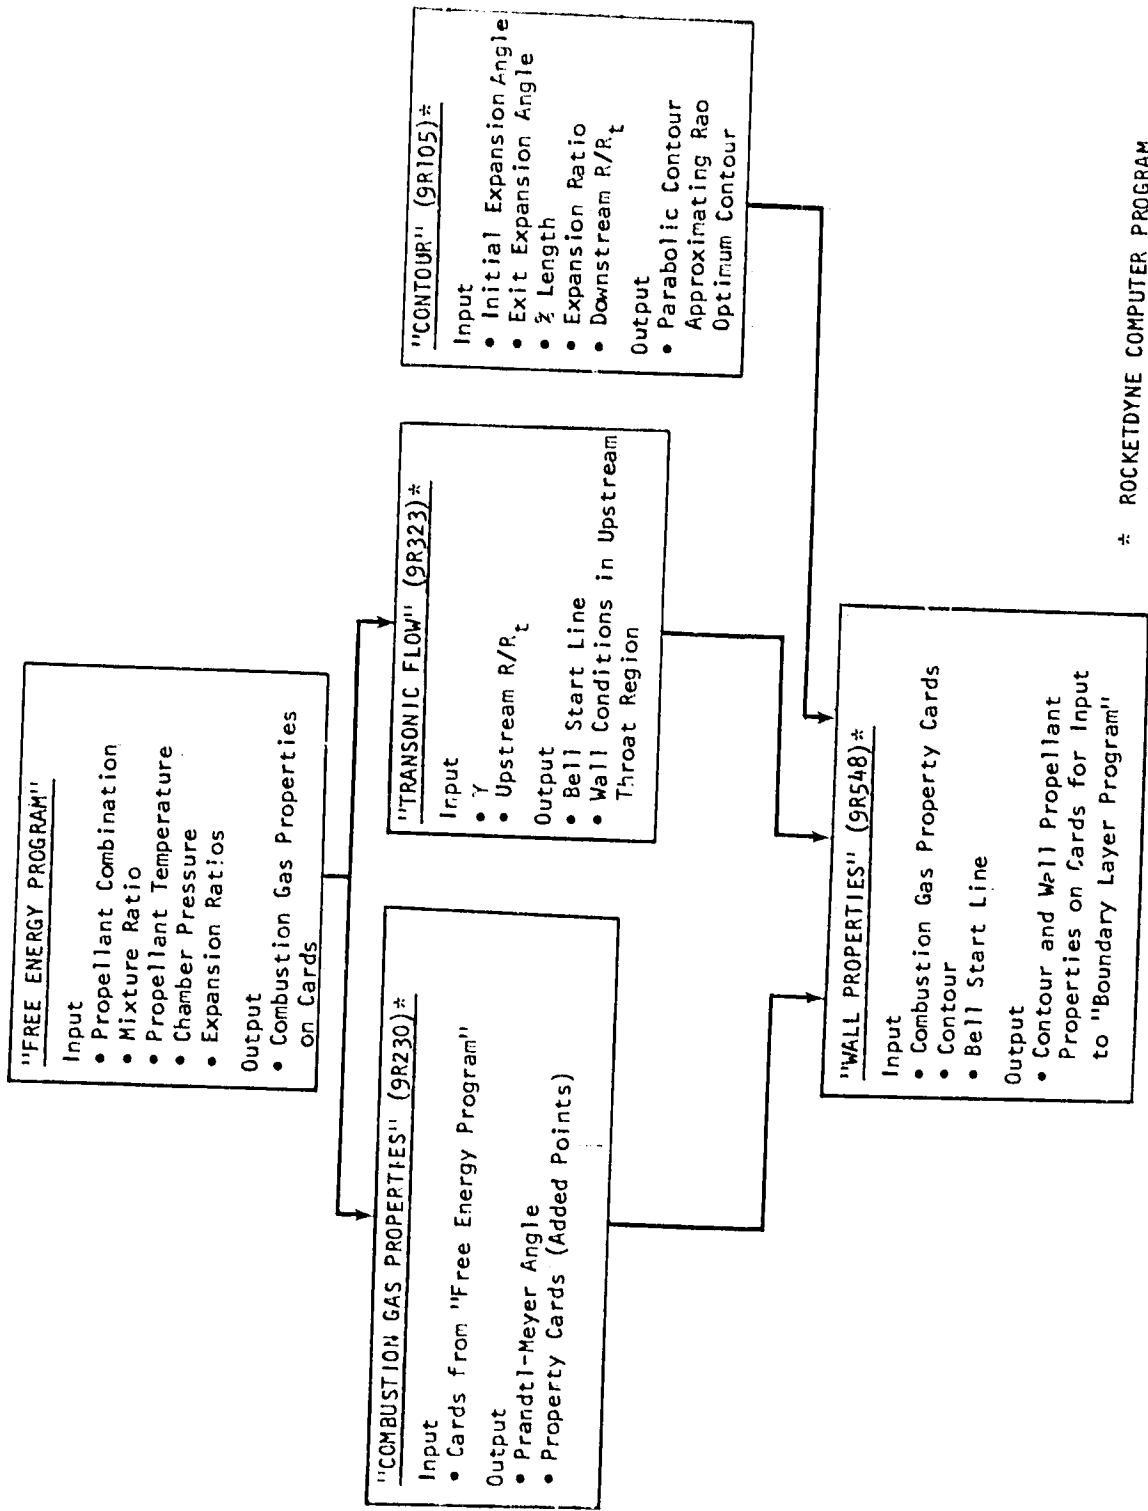 "FREE ENERGY PROGRAM"
Input
• Propellant Combination
• Mixture Ratio
• Propellant Temperature
• Chamber Pressure
• Expansion Ratios
Output
• Combustion Gas Properties
on Cards
"COMBUSTION GAS PROPERTIES" (9R230)*
Input
• Cards from "Free Energy Program"
Output
• Prandtl-Meyer Angle
• Property Cards (Added Points)
"TRANSONIC FLOW" (9R323)*
Input
• γ
• Upstream R/Rt
Output
• Bell Start Line
• Wall Conditions in Upstream
Throat Region
"CONTOUR" (9R105)*
Input
• Initial Expansion Angle
• Exit Expansion Angle
• % Length
• Expansion Ratio
• Downstream R/Rt
Output
• Parabolic Contour
Approximating Rao
Optimum Contour
"WALL PROPERTIES" (9R548)*
Input
• Combustion Gas Property Cards
• Contour
• Bell Start Line
Output
• Contour and Wall Propellant
Properties on Cards for Input
to "Boundary Layer Program"
* ROCKETDYNE COMPUTER PROGRAM